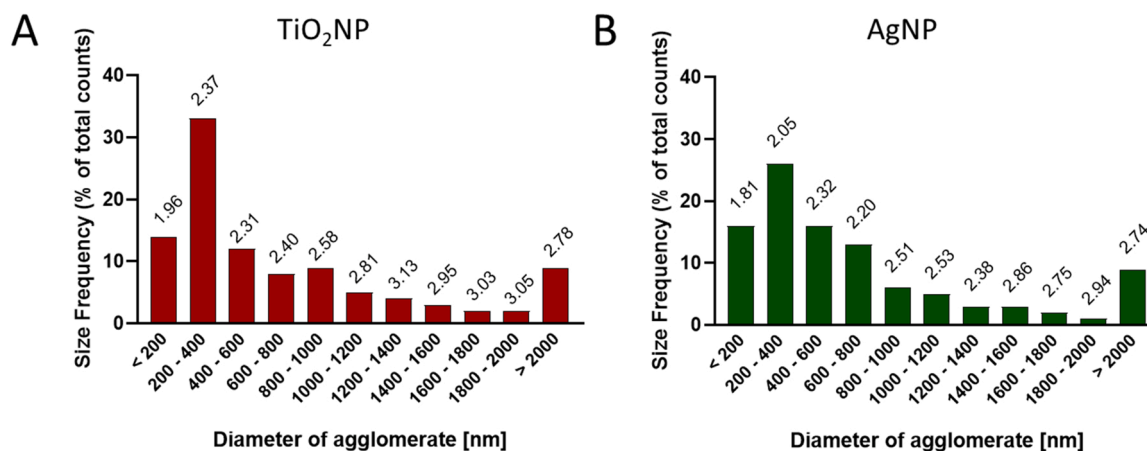 A
TiO₂NP
Size Frequency (% of total counts)
40
30
20
10
0
1.96
2.37
2.31
2.40
2.58
2.81
3.13
2.95
3.03
3.05
2.78
< 200
200 - 400
400 - 600
600 - 800
800 - 1000
1000 - 1200
1200 - 1400
1400 - 1600
1600 - 1800
1800 - 2000
> 2000
Diameter of agglomerate [nm]
B
AgNP
Size Frequency (% of total counts)
40
30
20
10
0
1.81
2.05
2.32
2.20
2.51
2.53
2.38
2.86
2.75
2.94
2.74
< 200
200 - 400
400 - 600
600 - 800
800 - 1000
1000 - 1200
1200 - 1400
1400 - 1600
1600 - 1800
1800 - 2000
> 2000
Diameter of agglomerate [nm]